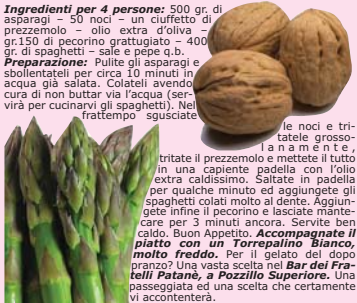 Ingredienti per 4 persone: 500 gr. di
asparagi – 50 noci – un ciuffetto di
prezzemolo – olio extra d'oliva –
gr.150 di pecorino grattugiato – 400
gr. di spaghetti – sale e pepe q.b.
Preparazione: Pulite gli asparagi e
sbollentateli per circa 10 minuti in
acqua già salata. Colateli avendo
cura di non buttar via l'acqua (ser-
virà per cucinarvi gli spaghetti). Nel
frattempo sgusciate
le noci e tri-
tatele grosso-
lanamente,
tritate il prezzemolo e mettete il tutto
in una capiente padella con l'olio
extra caldissimo. Saltate in padella
per qualche minuto ed aggiungete gli
spaghetti colati molto al dente. Aggiun-
gete infine il pecorino e lasciate mante-
care per 3 minuti ancora. Servite ben
caldo. Buon Appetito. Accompagnate il
piatto con un Torrepalino Bianco,
molto freddo. Per il gelato del dopo
pranzo? Una vasta scelta nel Bar dei Fra-
telli Patanè, a Pozzillo Superiore. Una
passeggiata ed una scelta che certamente
vi accontenterà.